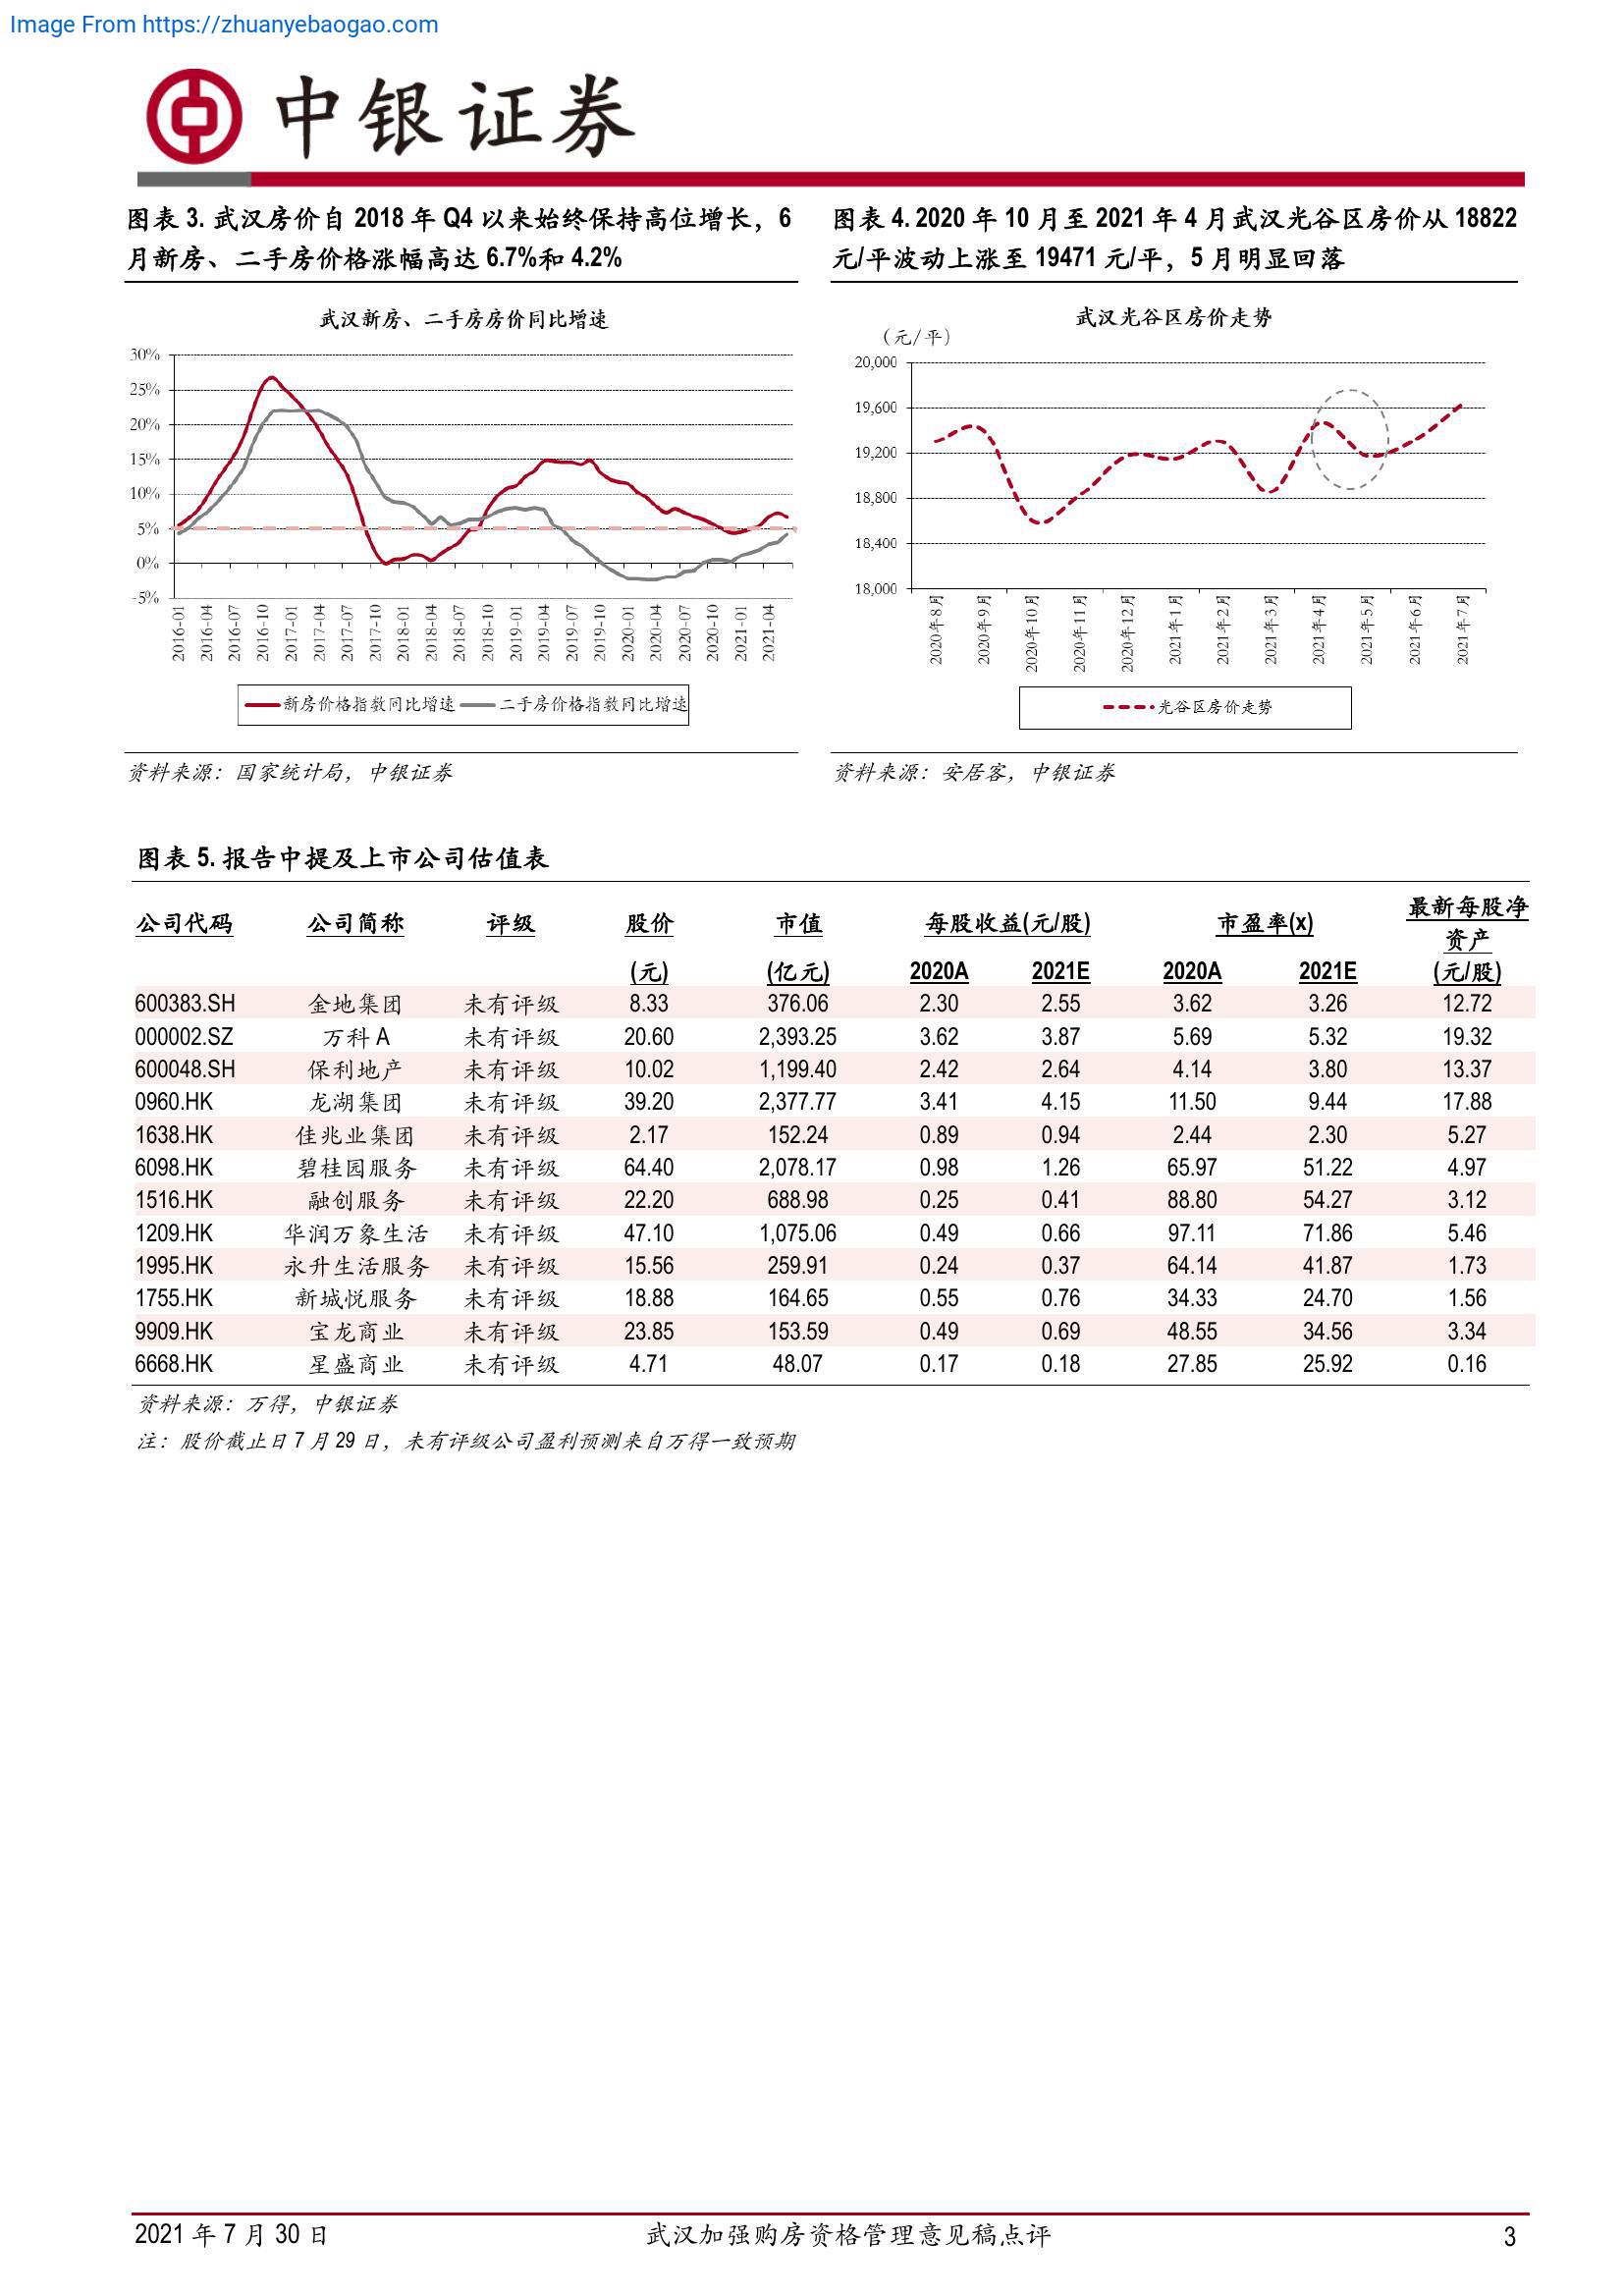 Image From https://zhuanyebaogao.com
中银证券
图表 3. 武汉房价自 2018 年 Q4 以来始终保持高位增长，6
月新房、二手房价格涨幅高达 6.7%和 4.2%
武汉新房、二手房房价同比增速
30%
25%
20%
15%
10%
5%
0%
-5%
2016-01
2016-04
2016-07
2016-10
2017-01
2017-04
2017-07
2017-10
2018-01
2018-04
2018-07
2018-10
2019-01
2019-04
2019-07
2019-10
2020-01
2020-04
2020-07
2020-10
2021-01
2021-04
新房价格指数同比增速 二手房价格指数同比增速
资料来源：国家统计局，中银证券
图表 4. 2020 年 10 月至 2021 年 4 月武汉光谷区房价从 18822
元/平波动上涨至 19471 元/平，5 月明显回落
武汉光谷区房价走势
（元/平）
20,000
19,600
19,200
18,800
18,400
18,000
2020年8月
2020年9月
2020年10月
2020年11月
2020年12月
2021年1月
2021年2月
2021年3月
2021年4月
2021年5月
2021年6月
2021年7月
光谷区房价走势
资料来源：安居客，中银证券
图表 5. 报告中提及上市公司估值表
公司代码 公司简称 评级 股价 市值 每股收益(元/股) 市盈率(x) 最新每股净
资产
(元) (亿元) 2020A 2021E 2020A 2021E (元/股)
600383.SH 金地集团 未有评级 8.33 376.06 2.30 2.55 3.62 3.26 12.72
000002.SZ 万科 A 未有评级 20.60 2,393.25 3.62 3.87 5.69 5.32 19.32
600048.SH 保利地产 未有评级 10.02 1,199.40 2.42 2.64 4.14 3.80 13.37
0960.HK 龙湖集团 未有评级 39.20 2,377.77 3.41 4.15 11.50 9.44 17.88
1638.HK 佳兆业集团 未有评级 2.17 152.24 0.89 0.94 2.44 2.30 5.27
6098.HK 碧桂园服务 未有评级 64.40 2,078.17 0.98 1.26 65.97 51.22 4.97
1516.HK 融创服务 未有评级 22.20 688.98 0.25 0.41 88.80 54.27 3.12
1209.HK 华润万象生活 未有评级 47.10 1,075.06 0.49 0.66 97.11 71.86 5.46
1995.HK 永升生活服务 未有评级 15.56 259.91 0.24 0.37 64.14 41.87 1.73
1755.HK 新城悦服务 未有评级 18.88 164.65 0.55 0.76 34.33 24.70 1.56
9909.HK 宝龙商业 未有评级 23.85 153.59 0.49 0.69 48.55 34.56 3.34
6668.HK 星盛商业 未有评级 4.71 48.07 0.17 0.18 27.85 25.92 0.16
资料来源：万得，中银证券
注：股价截止日 7 月 29 日，未有评级公司盈利预测来自万得一致预期
2021 年 7 月 30 日 武汉加强购房资格管理意见稿点评 3